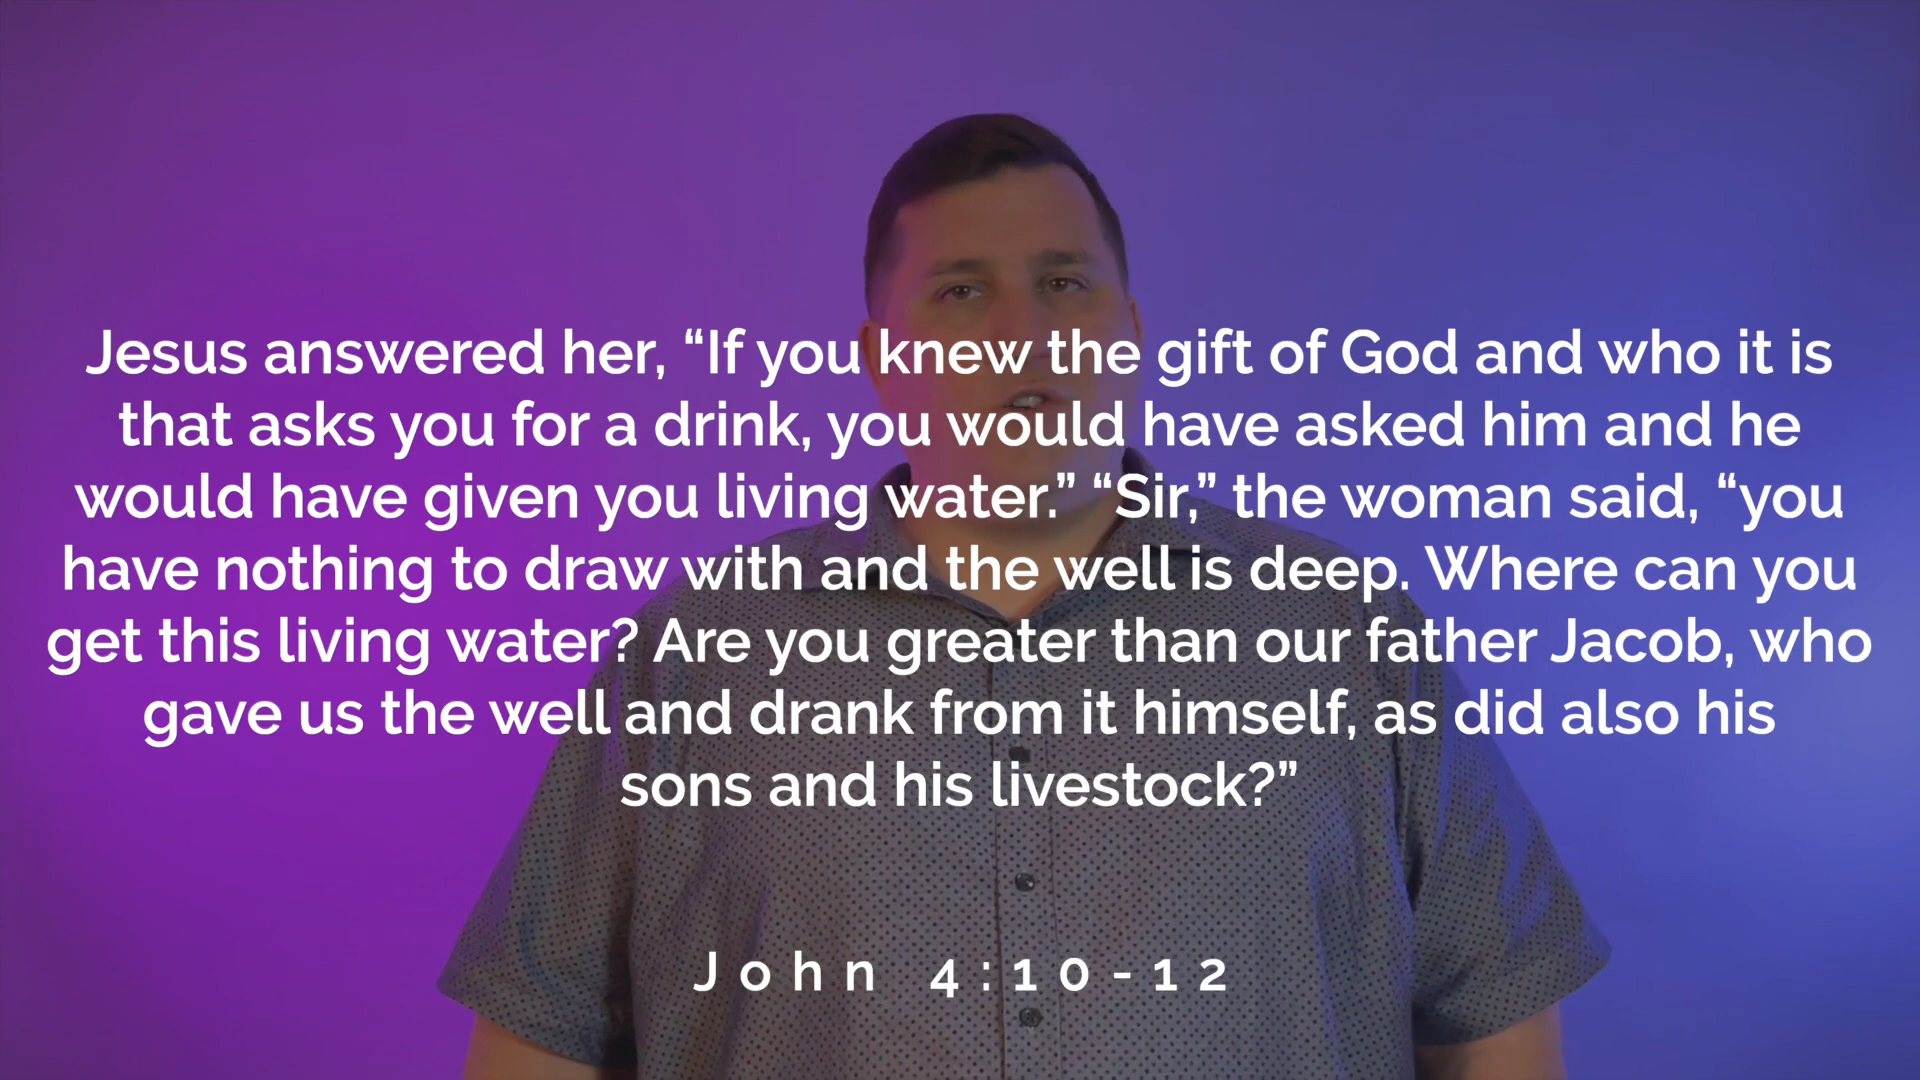 Jesus answered her, “If you knew the gift of God and who it is
that asks you for a drink, you would have asked him and he
would have given you living water.” “Sir,” the woman said, “you
have nothing to draw with and the well is deep. Where can you
get this living water? Are you greater than our father Jacob, who
gave us the well and drank from it himself, as did also his
sons and his livestock?”
John 4:10-12